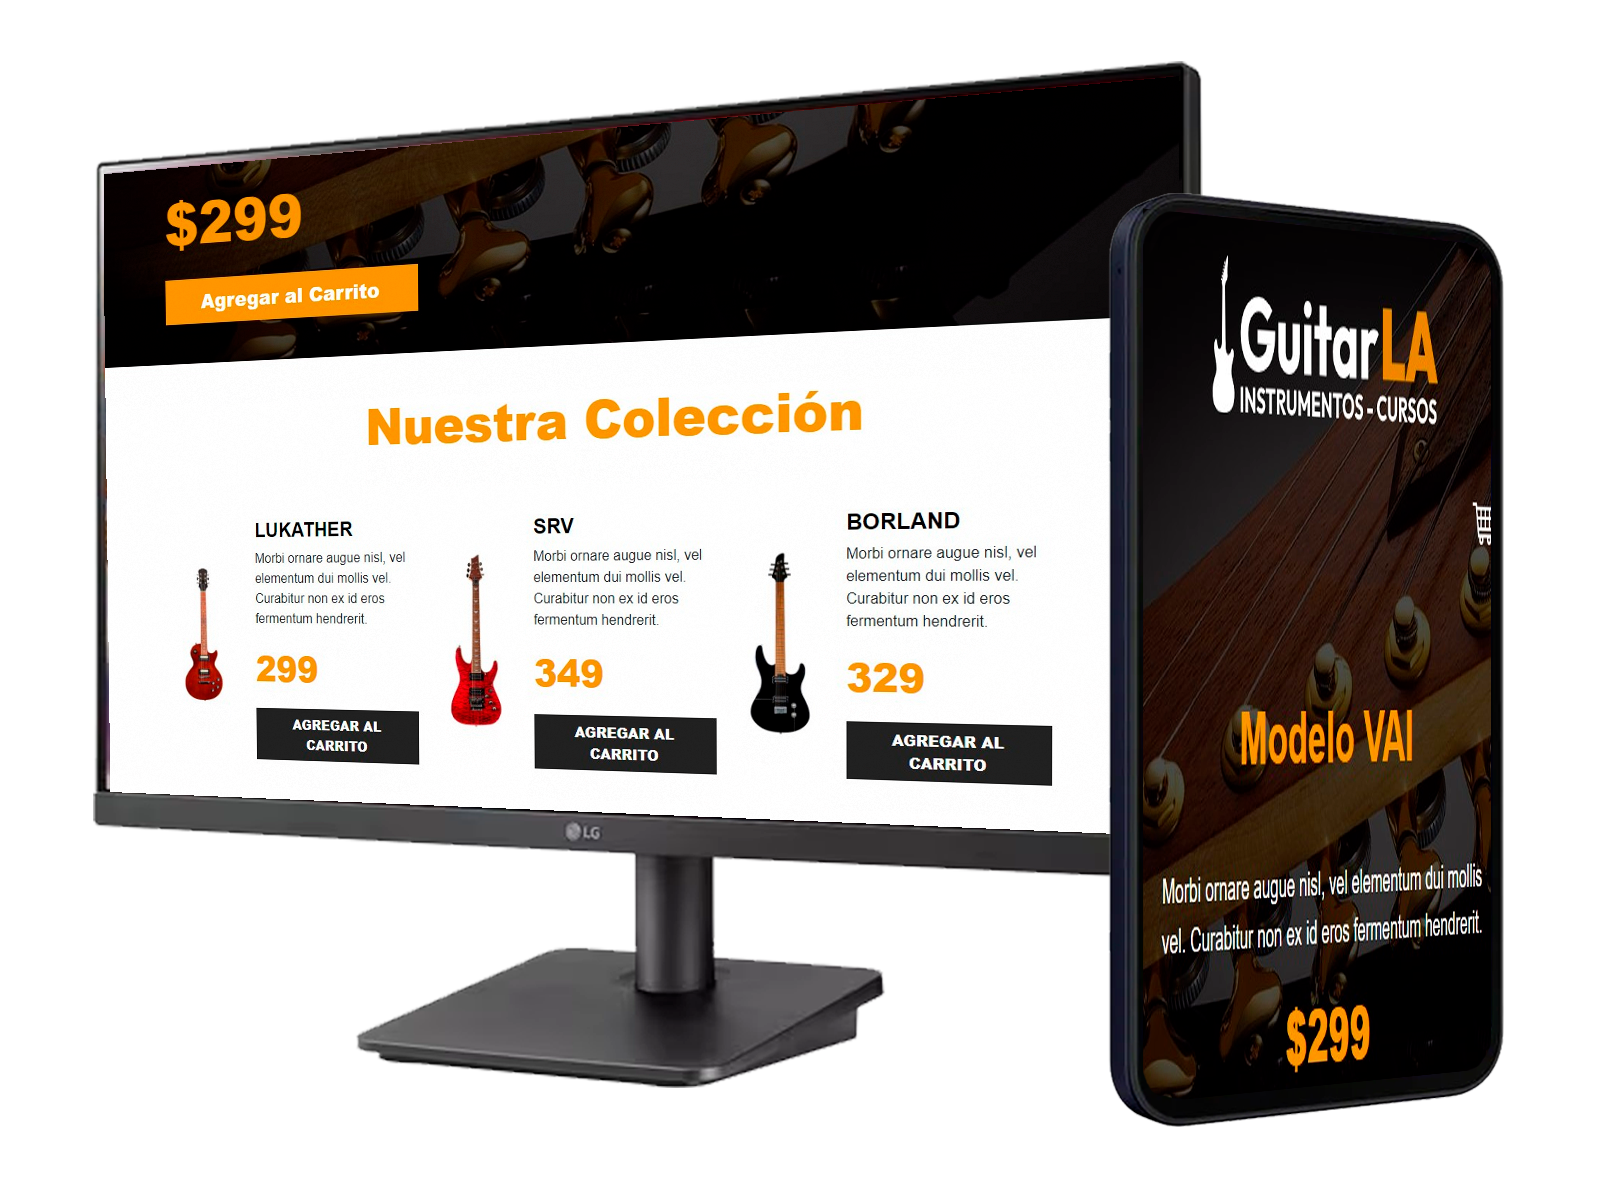 $299
Agregar al Carrito
Nuestra Colección
LUKATHER
Morbi ornare augue nisl, vel
elementum dui mollis vel.
Curabitur non ex id eros
fermentum hendrerit.
299
AGREGAR AL
CARRITO
SRV
Morbi ornare augue nisl, vel
elementum dui mollis vel.
Curabitur non ex id eros
fermentum hendrerit.
349
AGREGAR AL
CARRITO
BORLAND
Morbi ornare augue nisl, vel
elementum dui mollis vel.
Curabitur non ex id eros
fermentum hendrerit.
329
AGREGAR AL
CARRITO
LG
GuitarLA
INSTRUMENTOS - CURSOS
Modelo VAI
Morbi ornare augue nisl, vel elementum dui mollis
vel. Curabitur non ex id eros fermentum hendrerit.
$299